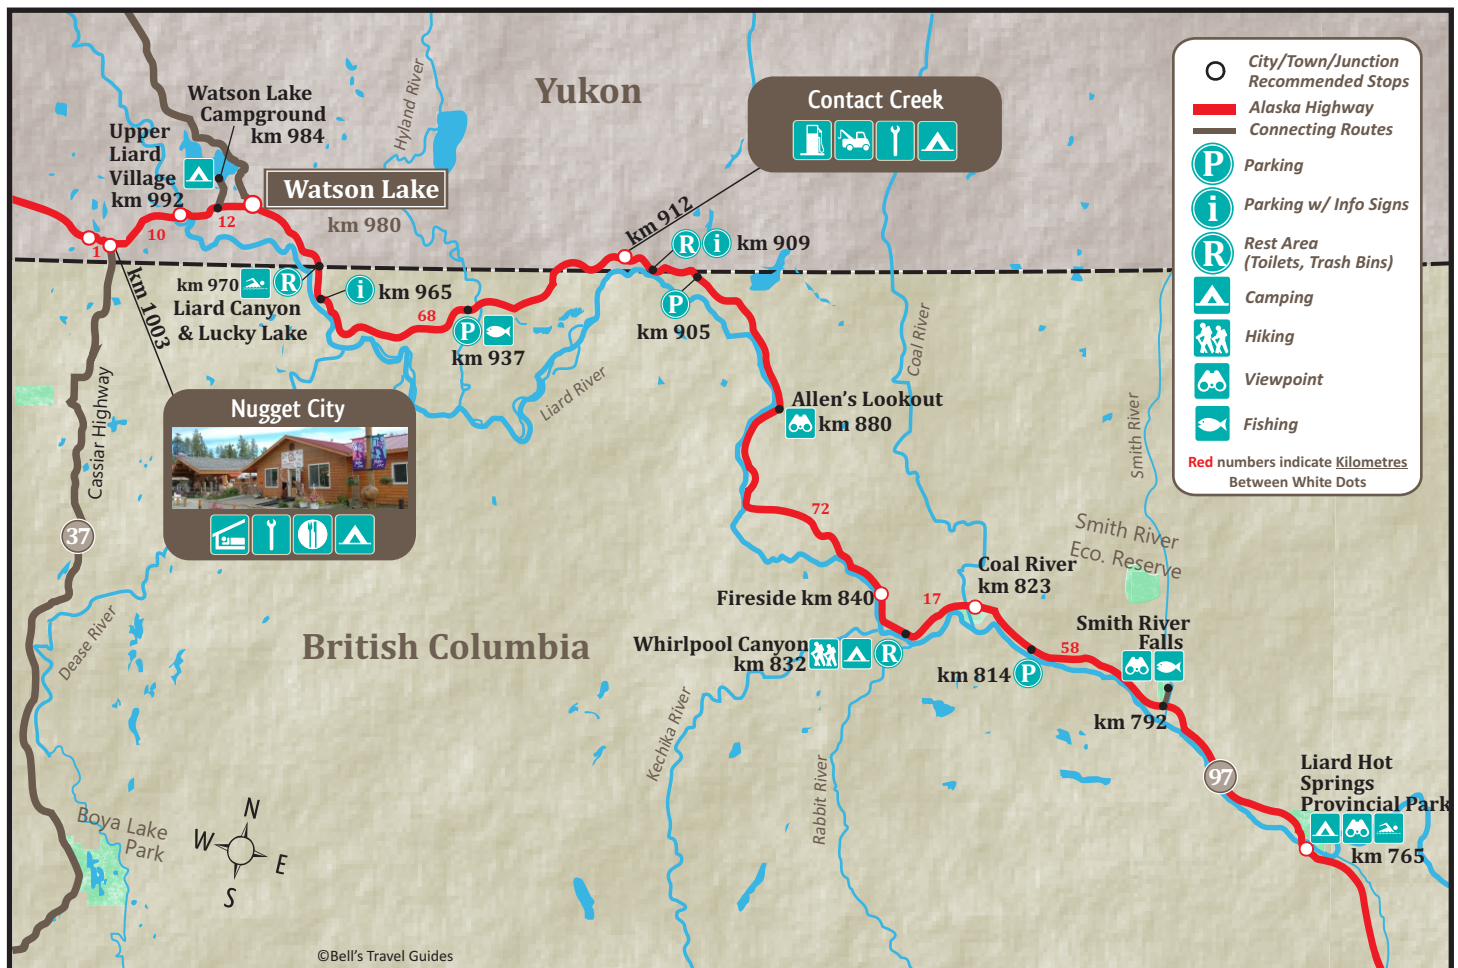 Yukon
Hyland River
Watson Lake
Campground
km 984
Upper
Liard
Village
km 992
Watson Lake
km 980
12
10
1
km 1003
km 970
R
Liard Canyon
& Lucky Lake
i
km 965
68
P
km 937
Contact Creek
km 912
R
i
km 909
P
km 905
City/Town/Junction
Recommended Stops
Alaska Highway
Connecting Routes
P
Parking
i
Parking w/ Info Signs
R
Rest Area
(Toilets, Trash Bins)
Camping
Hiking
Viewpoint
Fishing
Red numbers indicate Kilometres
Between White Dots
Nugget City
Cassiar Highway
37
Liard River
Coal River
Smith River
Allen's Lookout
km 880
72
Smith River
Eco. Reserve
Coal River
km 823
Fireside km 840
17
Whirlpool Canyon
km 832
R
British Columbia
Dease River
58
Smith River
Falls
km 814
P
km 792
97
Kechika River
Rabbit River
Liard Hot
Springs
Provincial Park
km 765
Boya Lake
Park
N
W
E
S
©Bell's Travel Guides